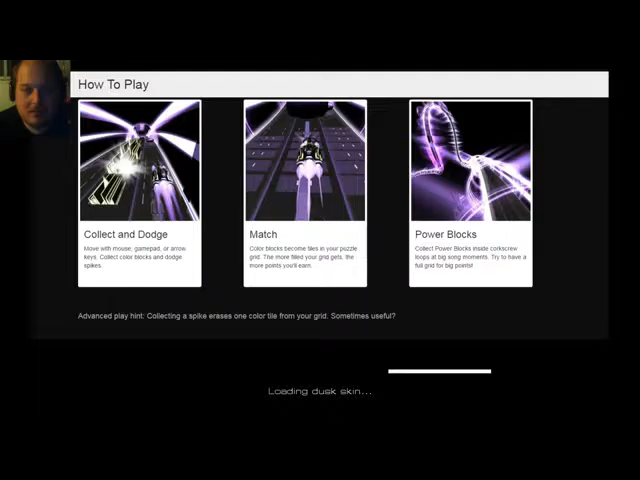 How To Play
Collect and Dodge
Move with mouse, gamepad, or arrow
keys. Collect color blocks and dodge
spikes.
Match
Color blocks become tiles in your puzzle
grid. The more filled your grid gets, the
more points you'll earn.
Power Blocks
Collect Power Blocks inside corkscrew
loops at big song moments. Try to have a
full grid for big points!
Advanced play hint: Collecting a spike erases one color tile from your grid. Sometimes useful?
Loading dusk skin...